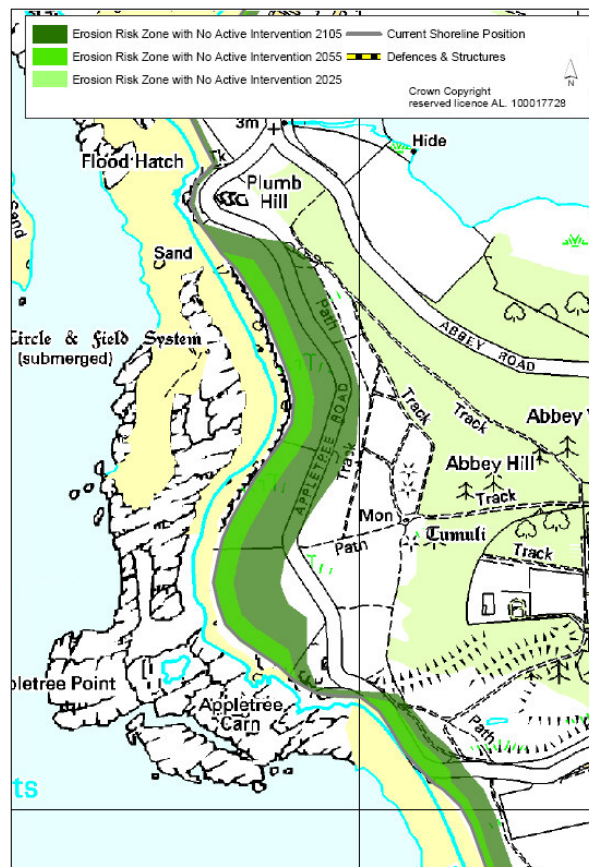 Erosion Risk Zone with No Active Intervention 2105
Current Shoreline Position
Erosion Risk Zone with No Active Intervention 2055
Defences & Structures
Erosion Risk Zone with No Active Intervention 2025
N
Crown Copyright
reserved licence AL. 100017728
3m
Hide
Flood Hatch
Plumb
Hill
Sand
Sand
Path
Circle & Field System
(submerged)
ABBEY ROAD
Track
Track
Abbey
APPLETREE ROAD
Abbey Hill
Track
Track
Mon
Tumuli
Path
Track
pletree Point
Appletree
Carn
Path
ts